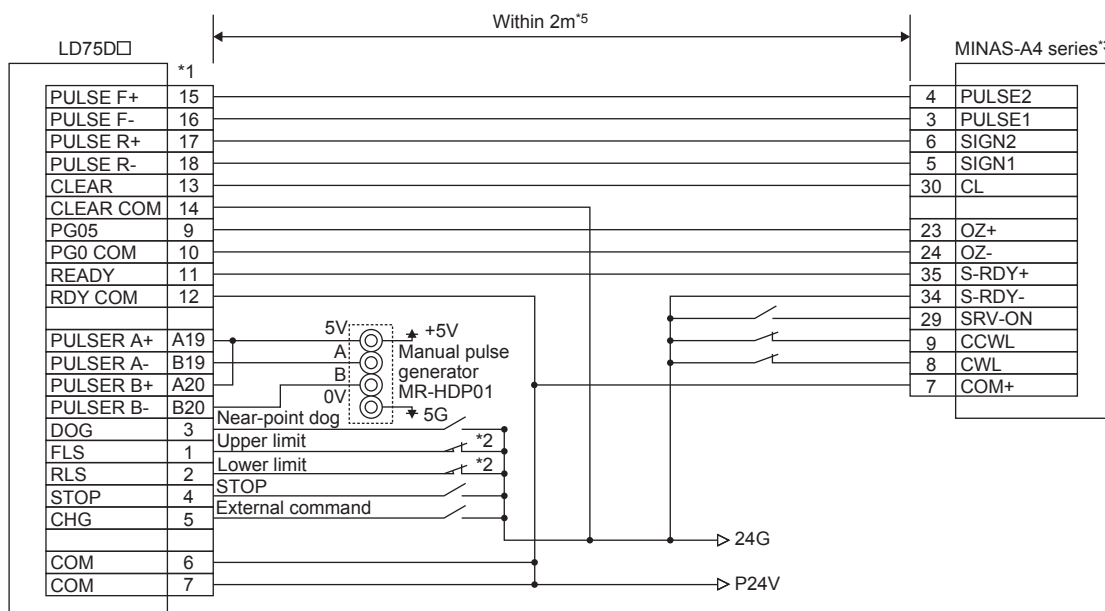 Within 2m*5
LD75D□
MINAS-A4 series*3
*1
PULSE F+ 15
4 PULSE2
PULSE F- 16
3 PULSE1
PULSE R+ 17
6 SIGN2
PULSE R- 18
5 SIGN1
CLEAR 13
30 CL
CLEAR COM 14
PG05 9
23 OZ+
PG0 COM 10
24 OZ-
READY 11
35 S-RDY+
RDY COM 12
34 S-RDY-
29 SRV-ON
9 CCWL
8 CWL
7 COM+
PULSER A+ A19
PULSER A- B19
PULSER B+ A20
PULSER B- B20
5V
A
B
0V
+5V
Manual pulse
generator
MR-HDP01
5G
DOG 3 Near-point dog
FLS 1 Upper limit *2
RLS 2 Lower limit *2
STOP 4 STOP
CHG 5 External command
24G
COM 6
COM 7
P24V